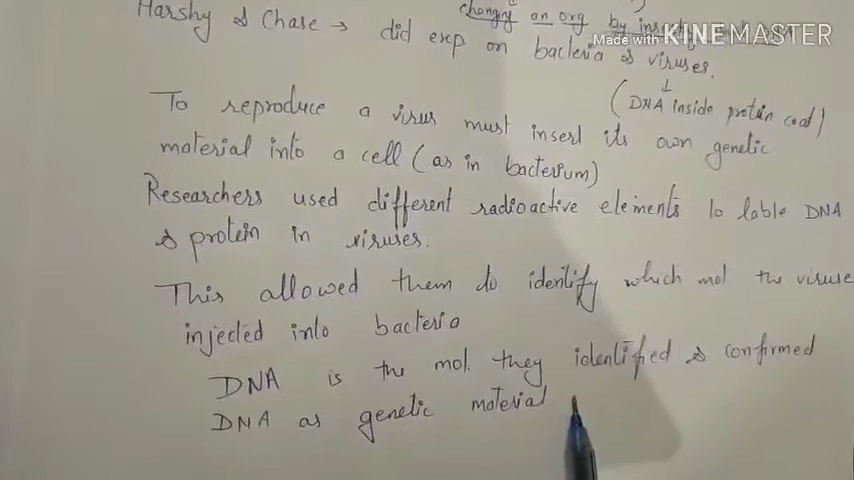 changing an org by
Harshy & Chase → did exp on bacteria & viruses.
Made with KINEMASTER
↓
(DNA inside protein coat)
To reproduce a virus must insert its own genetic
material into a cell (as in bacterium)
Researchers used different radioactive elements to lable DNA
& protein in viruses.
This allowed them do identify which mol the viruse
injected into bacteria
DNA is the mol. they identified & confirmed
DNA as genetic material